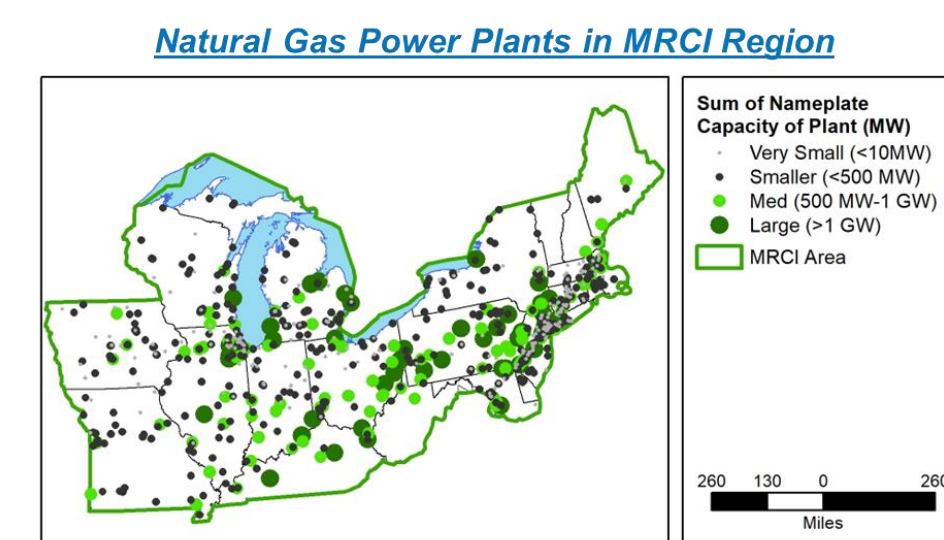 Natural Gas Power Plants in MRCI Region
Sum of Nameplate
Capacity of Plant (MW)
Very Small (<10MW)
Smaller (<500 MW)
Med (500 MW-1 GW)
Large (>1 GW)
MRCI Area
260 130 0 260
Miles